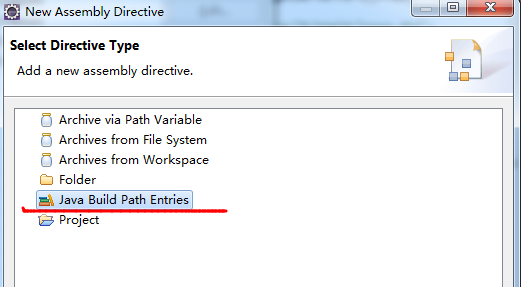 New Assembly Directive
Select Directive Type
Add a new assembly directive.
Archive via Path Variable
Archives from File System
Archives from Workspace
Folder
Java Build Path Entries
Project